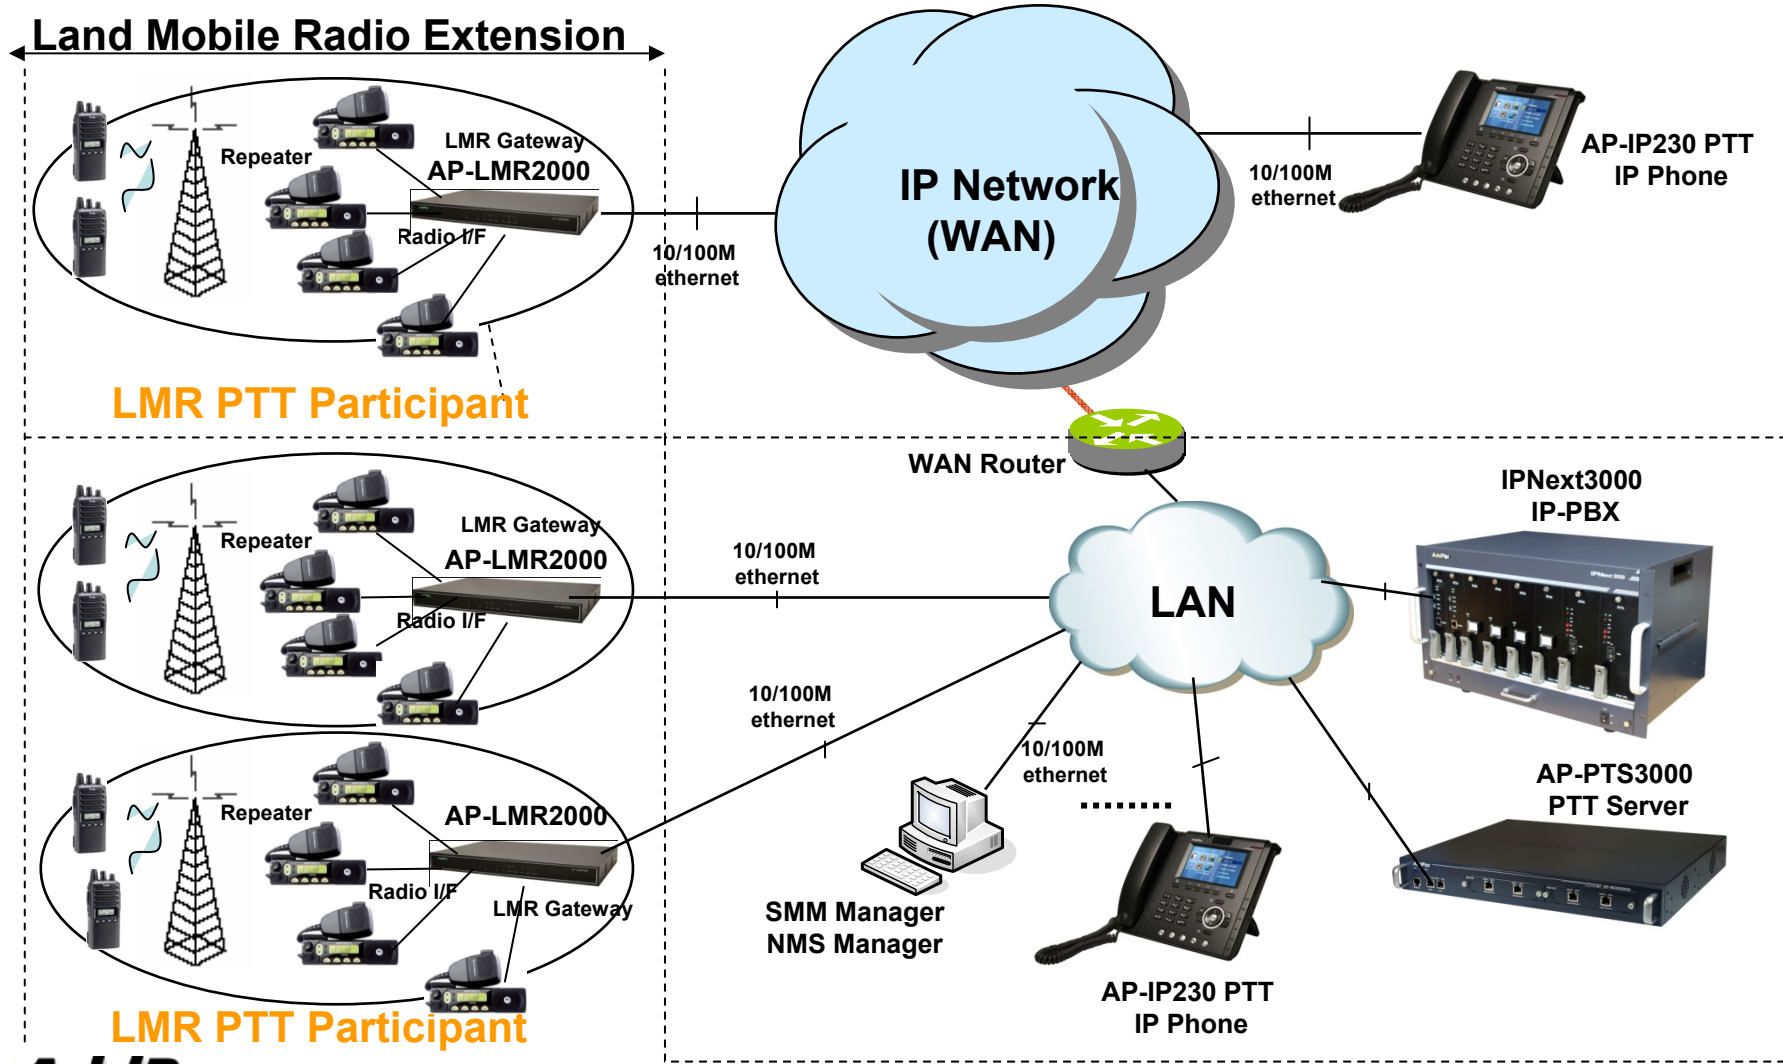 Land Mobile Radio Extension
LMR Gateway
Repeater
AP-LMR2000
Radio I/F
10/100M
ethernet
IP Network
(WAN)
10/100M
ethernet
AP-IP230 PTT
IP Phone
LMR PTT Participant
WAN Router
IPNext3000
IP-PBX
LMR Gateway
Repeater
AP-LMR2000
Radio I/F
10/100M
ethernet
LAN
10/100M
ethernet
10/100M
ethernet
AP-PTS3000
PTT Server
Repeater
AP-LMR2000
Radio I/F
LMR Gateway
SMM Manager
NMS Manager
AP-IP230 PTT
IP Phone
LMR PTT Participant